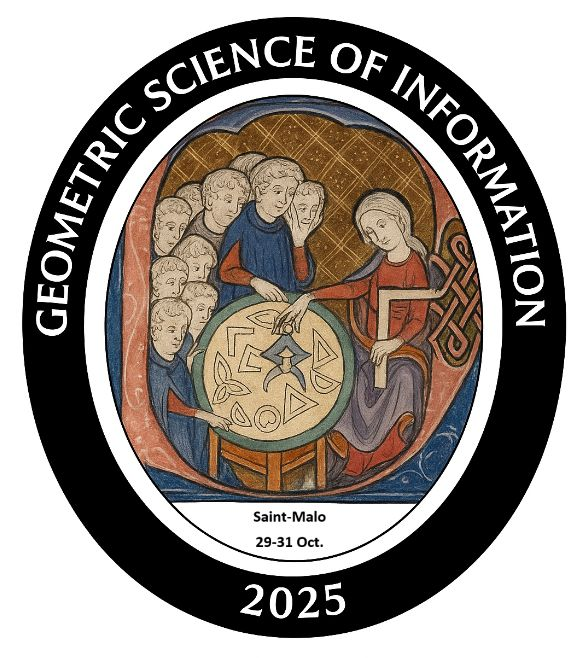 GEOMETRIC SCIENCE OF INFORMATION
Saint-Malo
29-31 Oct.
2025